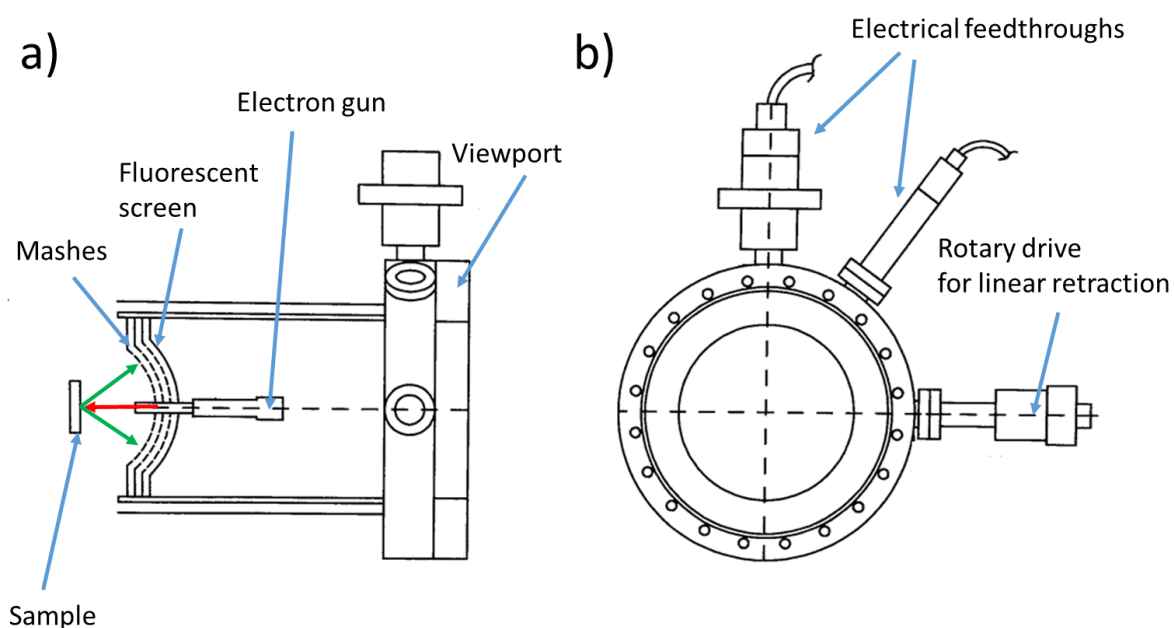 a)
Electron gun
Viewport
Fluorescent
screen
Mashes
Sample
b)
Electrical feedthroughs
Rotary drive
for linear retraction